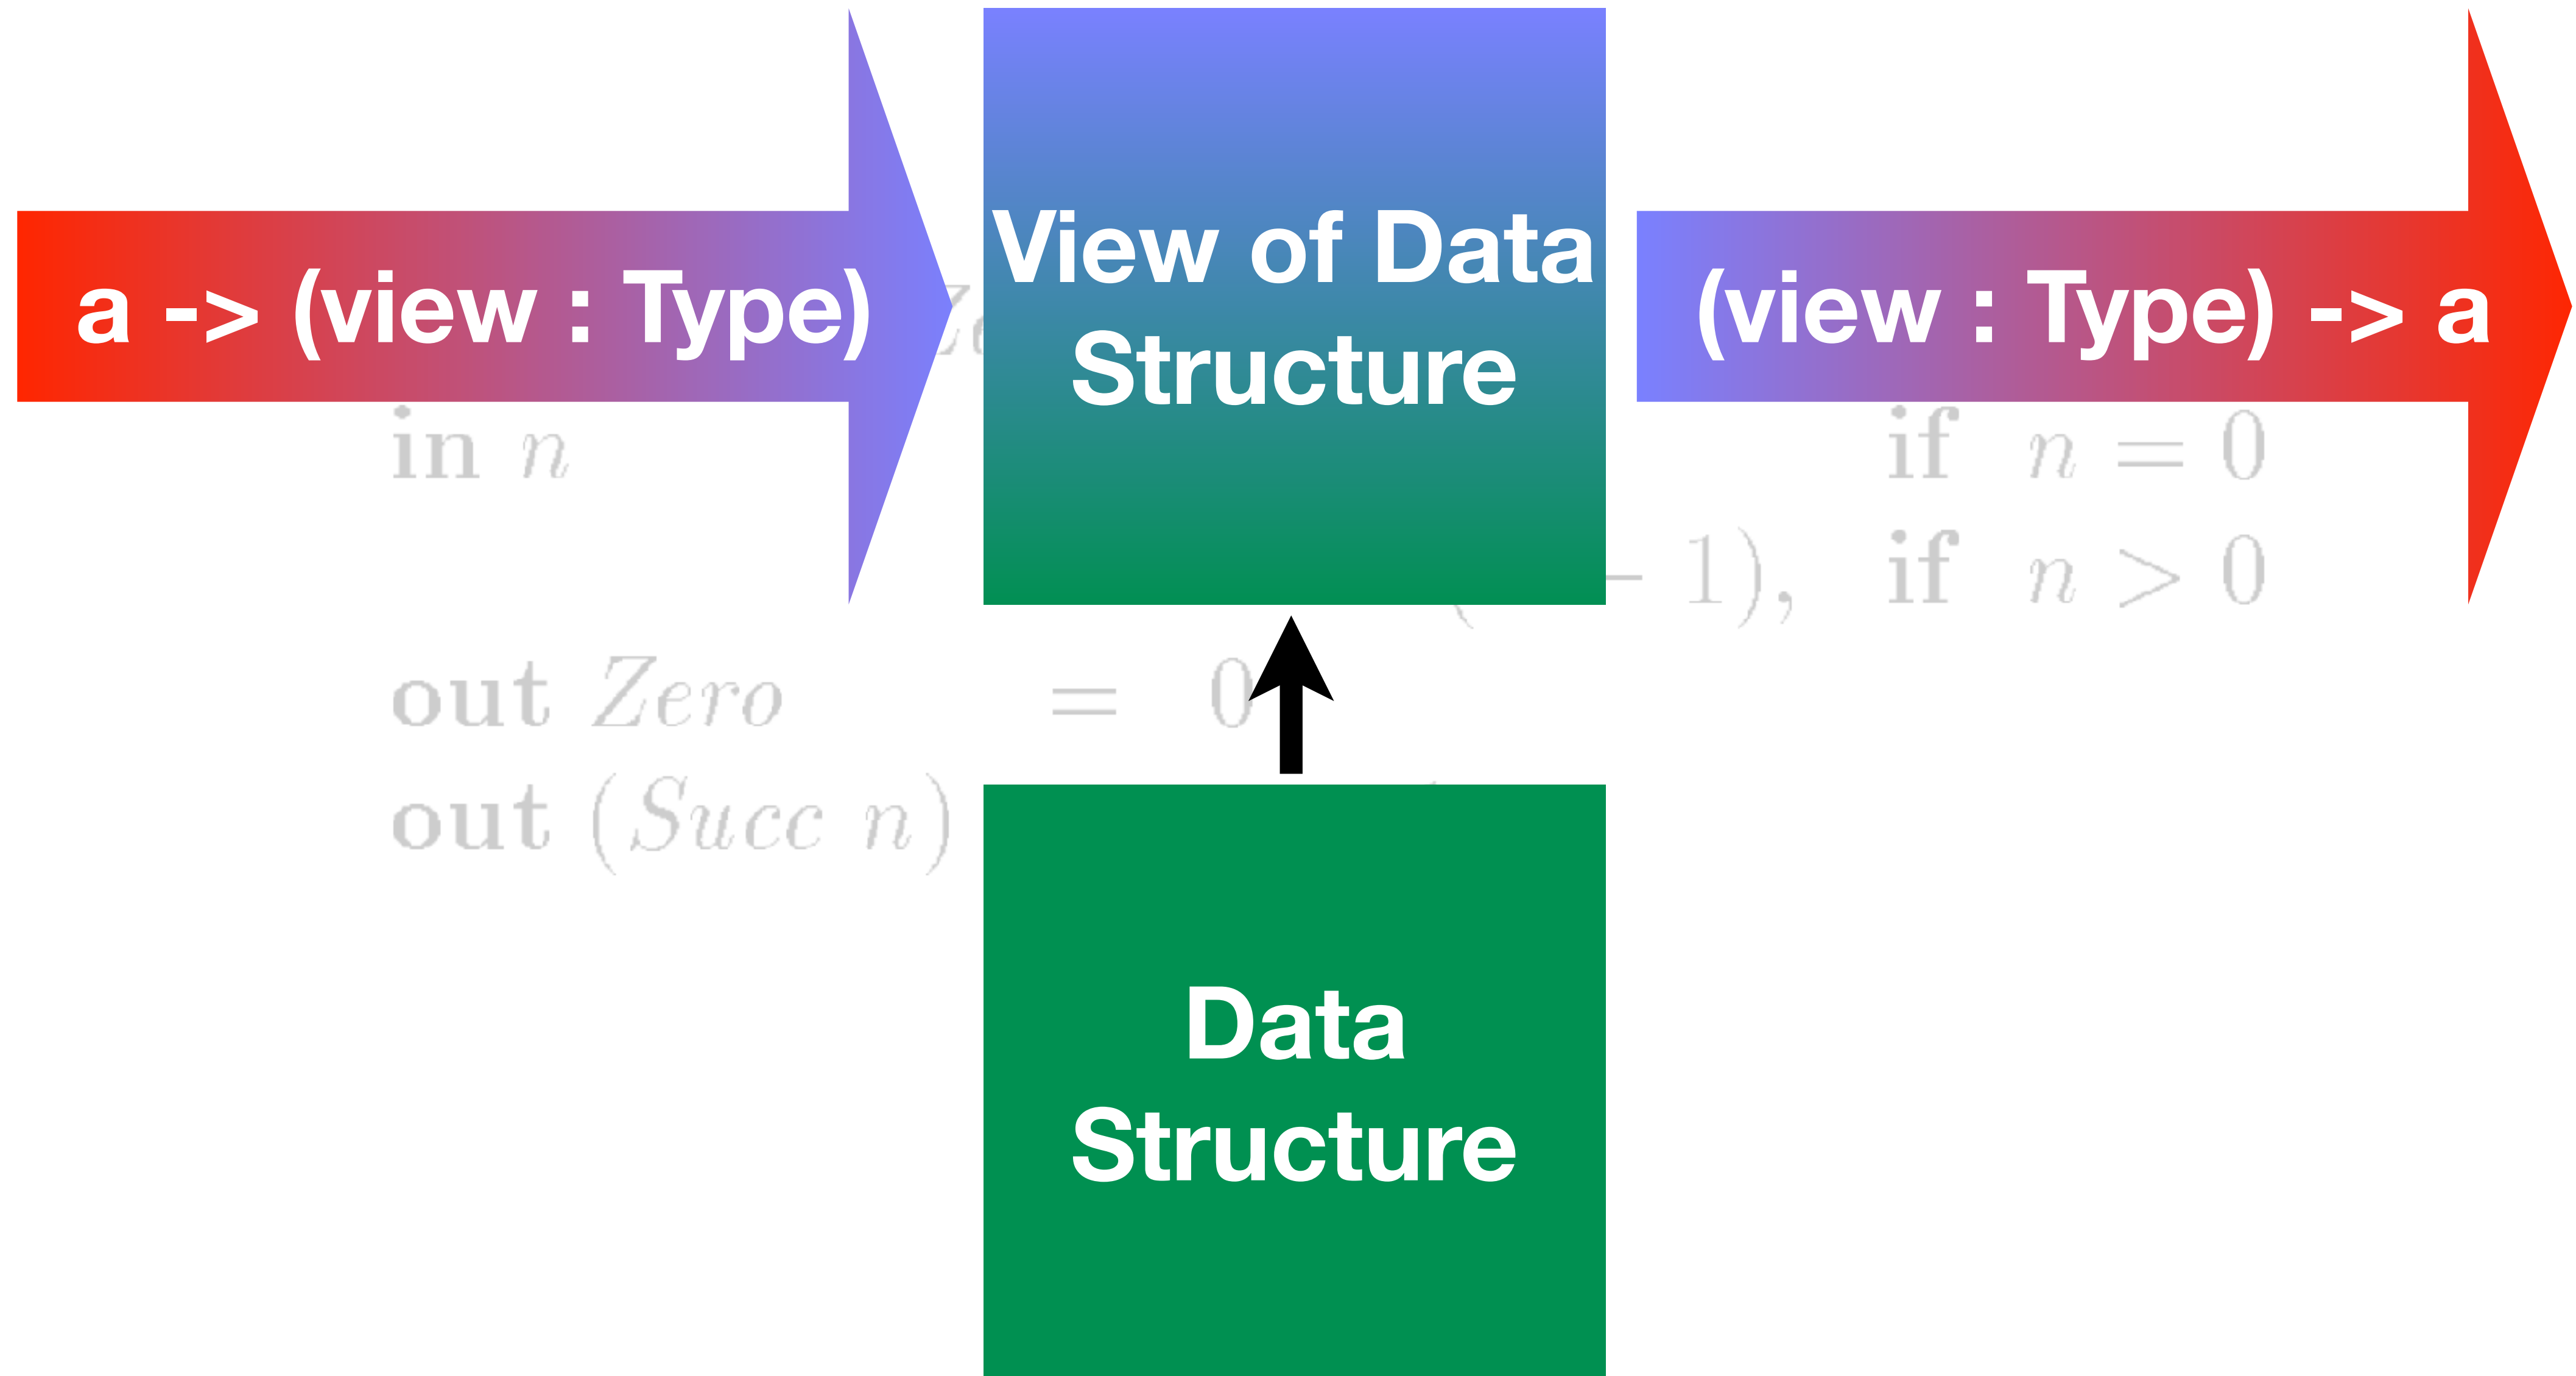 a -> (view : Type)
View of Data
Structure
(view : Type) -> a
in n
if n = 0
– 1), if n > 0
out Zero = 0
out (Succ n)
Data
Structure